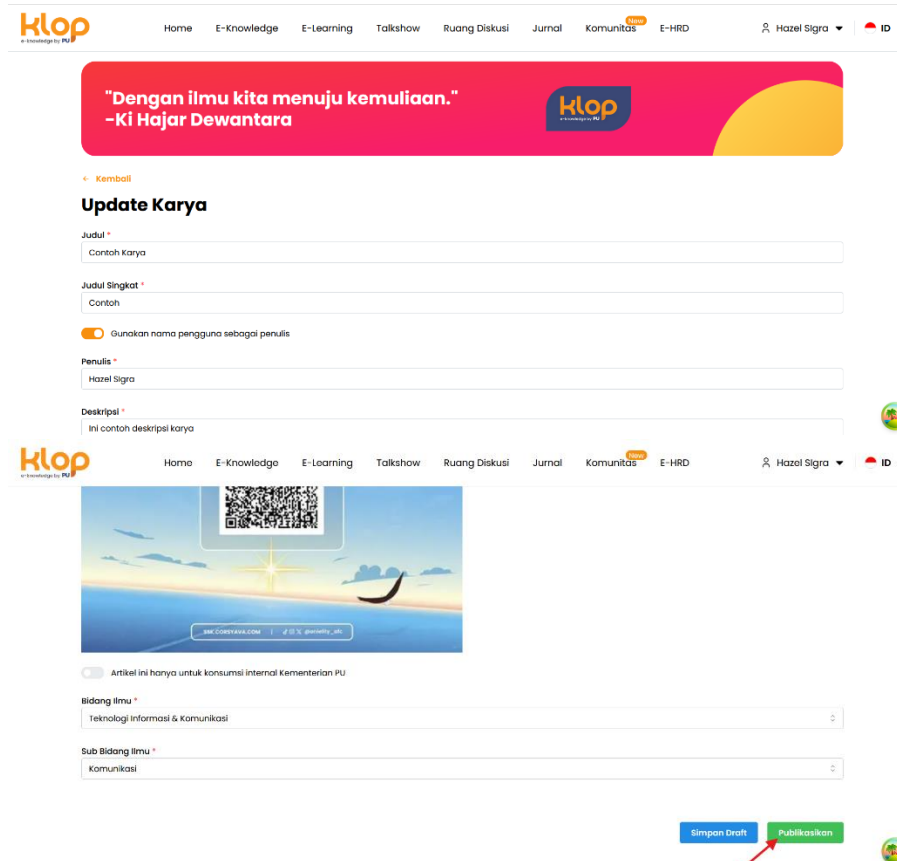 klop
e-knowledge by PU
Home E-Knowledge E-Learning Talkshow Ruang Diskusi Jurnal Komunitas New E-HRD Hazel SIgra ID
"Dengan ilmu kita menuju kemuliaan."
-Ki Hajar Dewantara
klop
e-knowledge by PU
← Kembali
Update Karya
Judul *
Contoh Karya
Judul Singkat *
Contoh
Gunakan nama pengguna sebagai penulis
Penulis *
Hazel SIgra
Deskripsi *
Ini contoh deskripsi karya
klop
e-knowledge by PU
Home E-Knowledge E-Learning Talkshow Ruang Diskusi Jurnal Komunitas New E-HRD Hazel SIgra ID
Artikel ini hanya untuk konsumsi internal Kementerian PU
Bidang Ilmu *
Teknologi Informasi & Komunikasi
Sub Bidang Ilmu *
Komunikasi
Simpan Draft Publikasikan